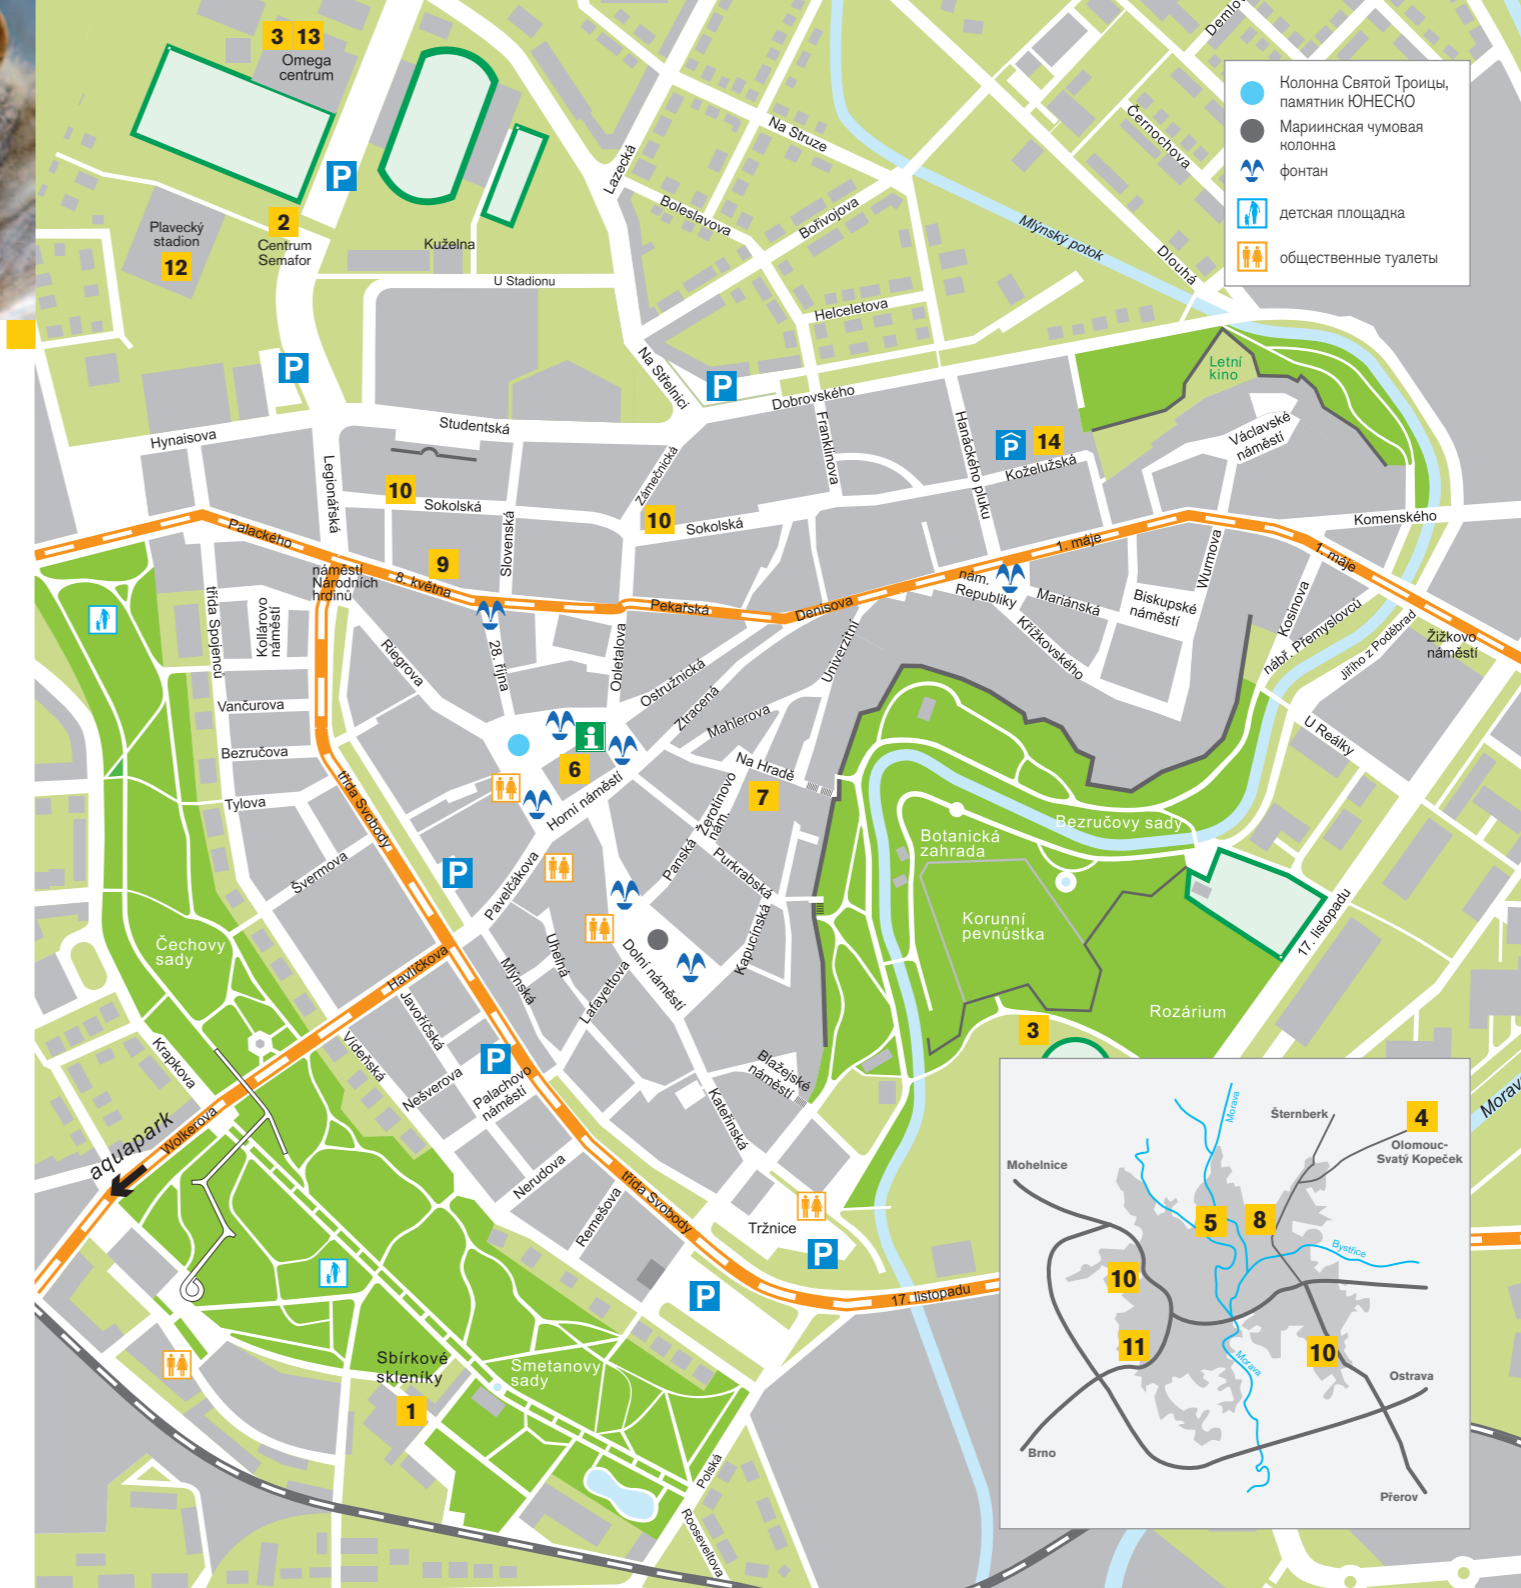 3 13
Omega
centrum
P
2
Centrum
Semafor
Plavecký
stadion
12
Kuželna
U Stadionu
Lazecká
Na Struze
Boleslavova
Bořivojova
Mlýnský potok
Dlouhá
Černochova
Колонна Святой Троицы,
памятник ЮНЕСКО
Мариинская чумовая
колонна
фонтан
детская площадка
общественные туалеты
Helceletova
P
Na Střelnici
P
Dobrovského
Letní
kino
Hynaisova
Studentská
Franklinova
Hanáckého pluku
P
14
Koželužská
Václavské
náměstí
Legionářská
10
Sokolská
Slovenská
Zámečnická
10
Sokolská
Komenského
Palackého
náměstí
Národních
hrdinů
9
8. května
Pekařská
Denisova
1. máje
1. máje
nám.
Republiky
Mariánská
Biskupské
náměstí
Wurmova
Kosinova
nábř. Přemyslovců
Jiřího z Poděbrad
Žižkovo
náměstí
Křížkovského
U Reálky
třída Spojenců
Kollárovo
náměstí
Riegrova
28. října
Opletalova
Ostružnická
Univerzitní
Ztracená
Mahlerova
Vančurova
Bezručova
Tylova
třída Svobody
i
6
Horní náměstí
Na Hradě
7
Žerotínovo
nám.
Panská
Purkrabská
Kapucínská
Bezručovy sady
Botanická
zahrada
Korunní
pevnůstka
Rozárium
17. listopadu
3
Švermova
P
Pavelčákova
Čechovy
sady
Havlíčkova
Uhelná
Mlýnská
Lafayettova
Dolní náměstí
Javoříčská
Vídeňská
Krapkova
P
Nešverova
Palachovo
náměstí
Blažejské
náměstí
Kateřinská
aquapark
Wolkerova
Nerudova
Remešova
třída Svobody
Tržnice
P
P
17. listopadu
Sbírkové
skleníky
1
Smetanovy
sady
Polská
Rooseveltova
Morava
Šternberk
4
Olomouc-
Svatý Kopeček
Mohelnice
5
8
Bystřice
10
11
10
Morava
Ostrava
Brno
Přerov